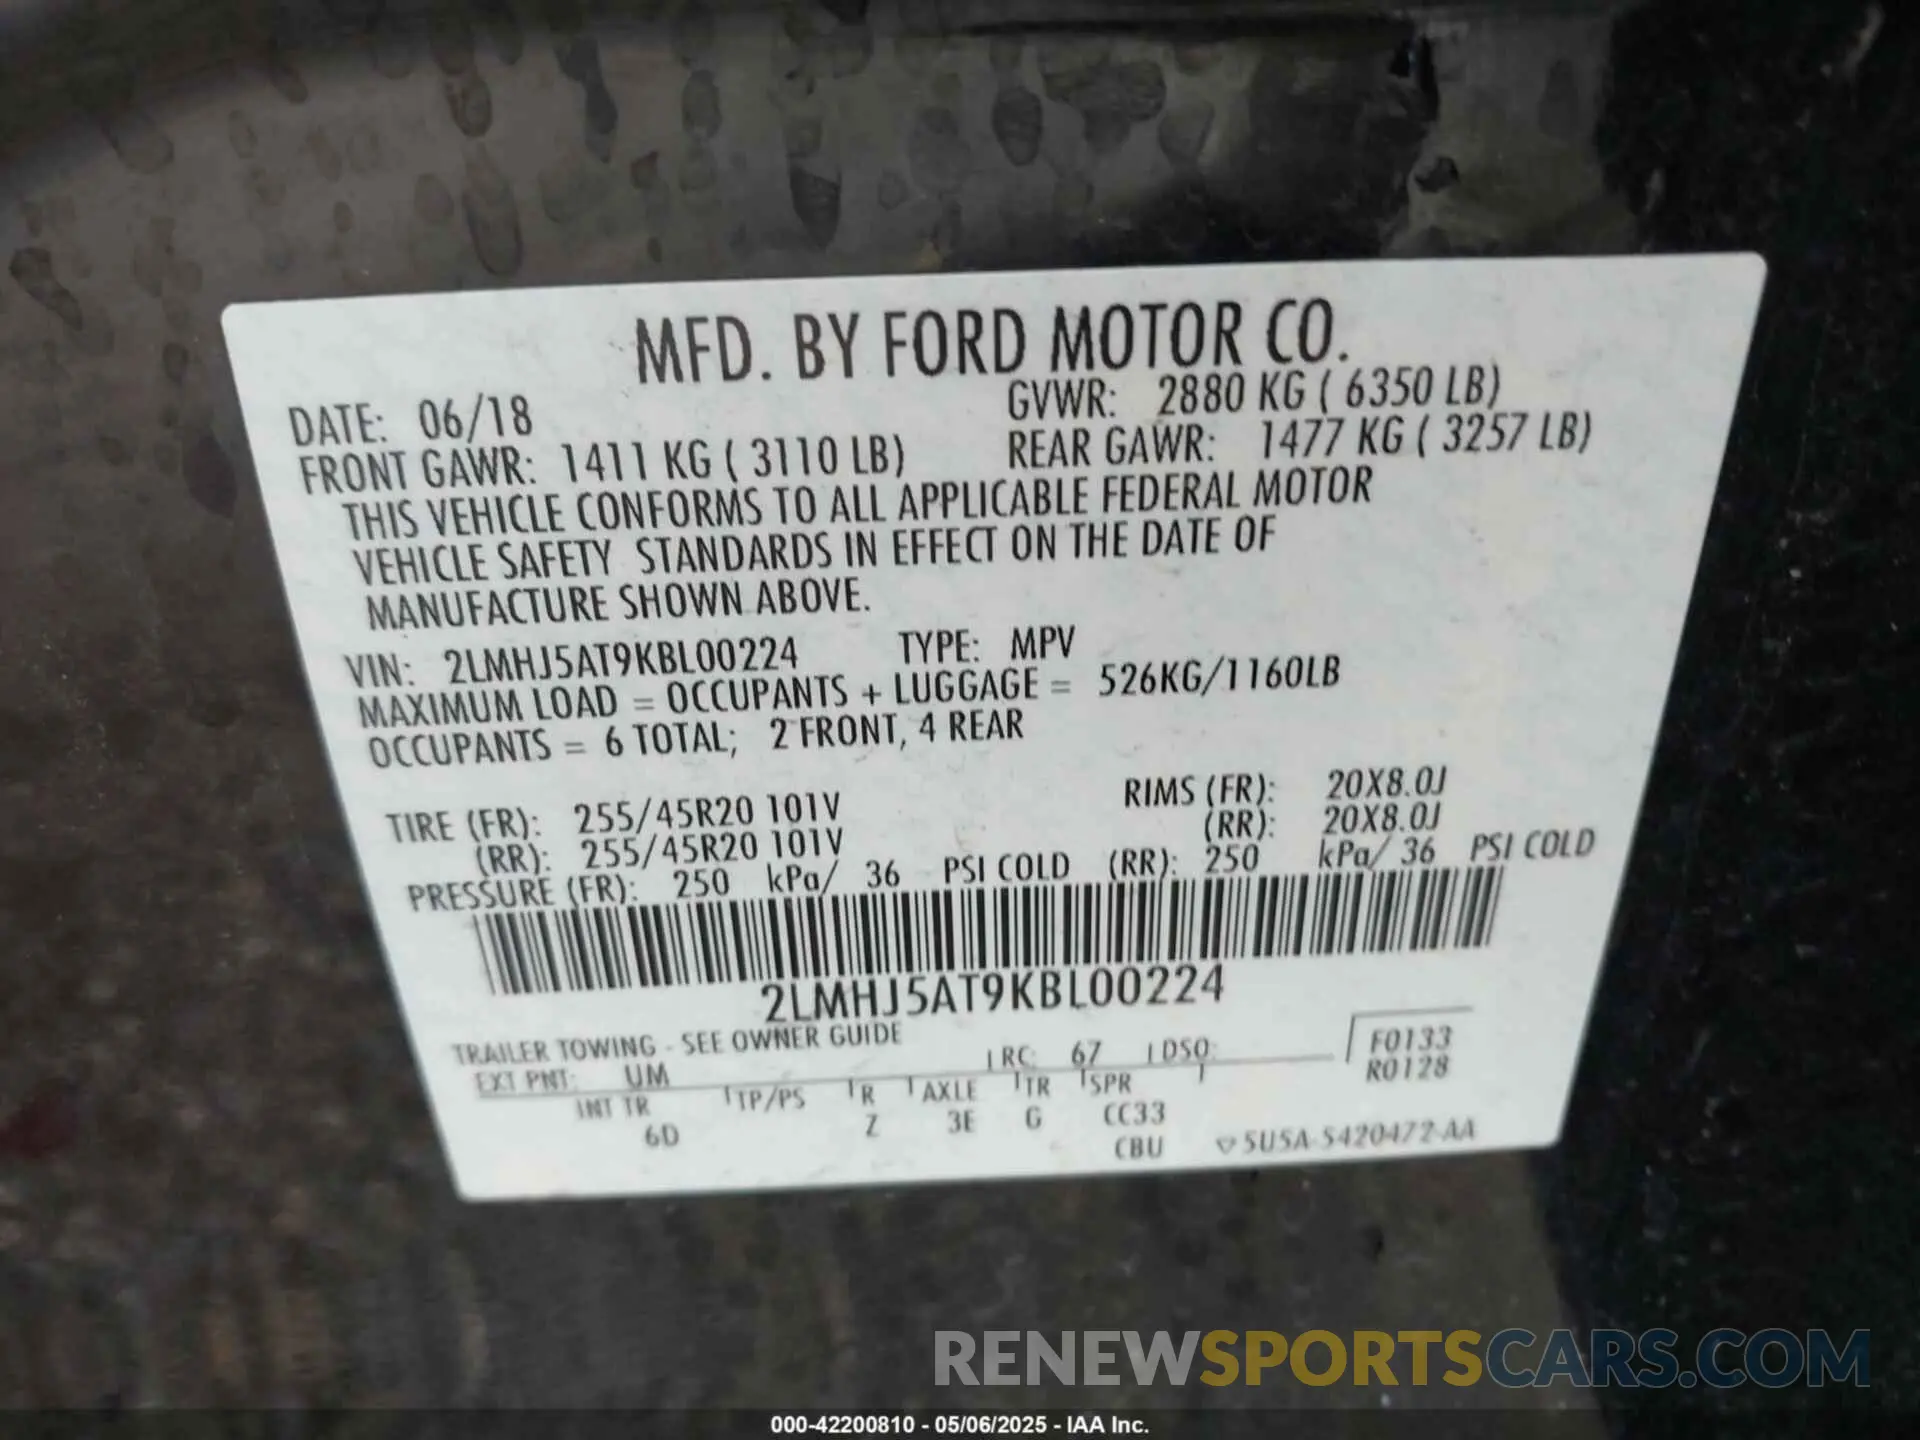 MFD. BY FORD MOTOR CO.
DATE: 06/18 GVWR: 2880 KG ( 6350 LB)
FRONT GAWR: 1411 KG ( 3110 LB) REAR GAWR: 1477 KG ( 3257 LB)
THIS VEHICLE CONFORMS TO ALL APPLICABLE FEDERAL MOTOR
VEHICLE SAFETY STANDARDS IN EFFECT ON THE DATE OF
MANUFACTURE SHOWN ABOVE.
VIN: 2LMHJ5AT9KBL00224 TYPE: MPV
MAXIMUM LOAD = OCCUPANTS + LUGGAGE = 526KG/1160LB
OCCUPANTS = 6 TOTAL; 2 FRONT, 4 REAR
TIRE (FR): 255/45R20 101V RIMS (FR): 20X8.0J
(RR): 255/45R20 101V (RR): 20X8.0J
PRESSURE (FR): 250 kPa/ 36 PSI COLD (RR): 250 kPa/ 36 PSI COLD
2LMHJ5AT9KBL00224
TRAILER TOWING - SEE OWNER GUIDE
EXT PNT: UM RC: 67 DSO: F0133
R0128
INT TR TP/PS R AXLE TR SPR
6D Z 3E G CC33
CBU 5U5A-5420472-AA
RENEWSPORTSCARS.COM
000-42200810 - 05/06/2025 - IAA Inc.